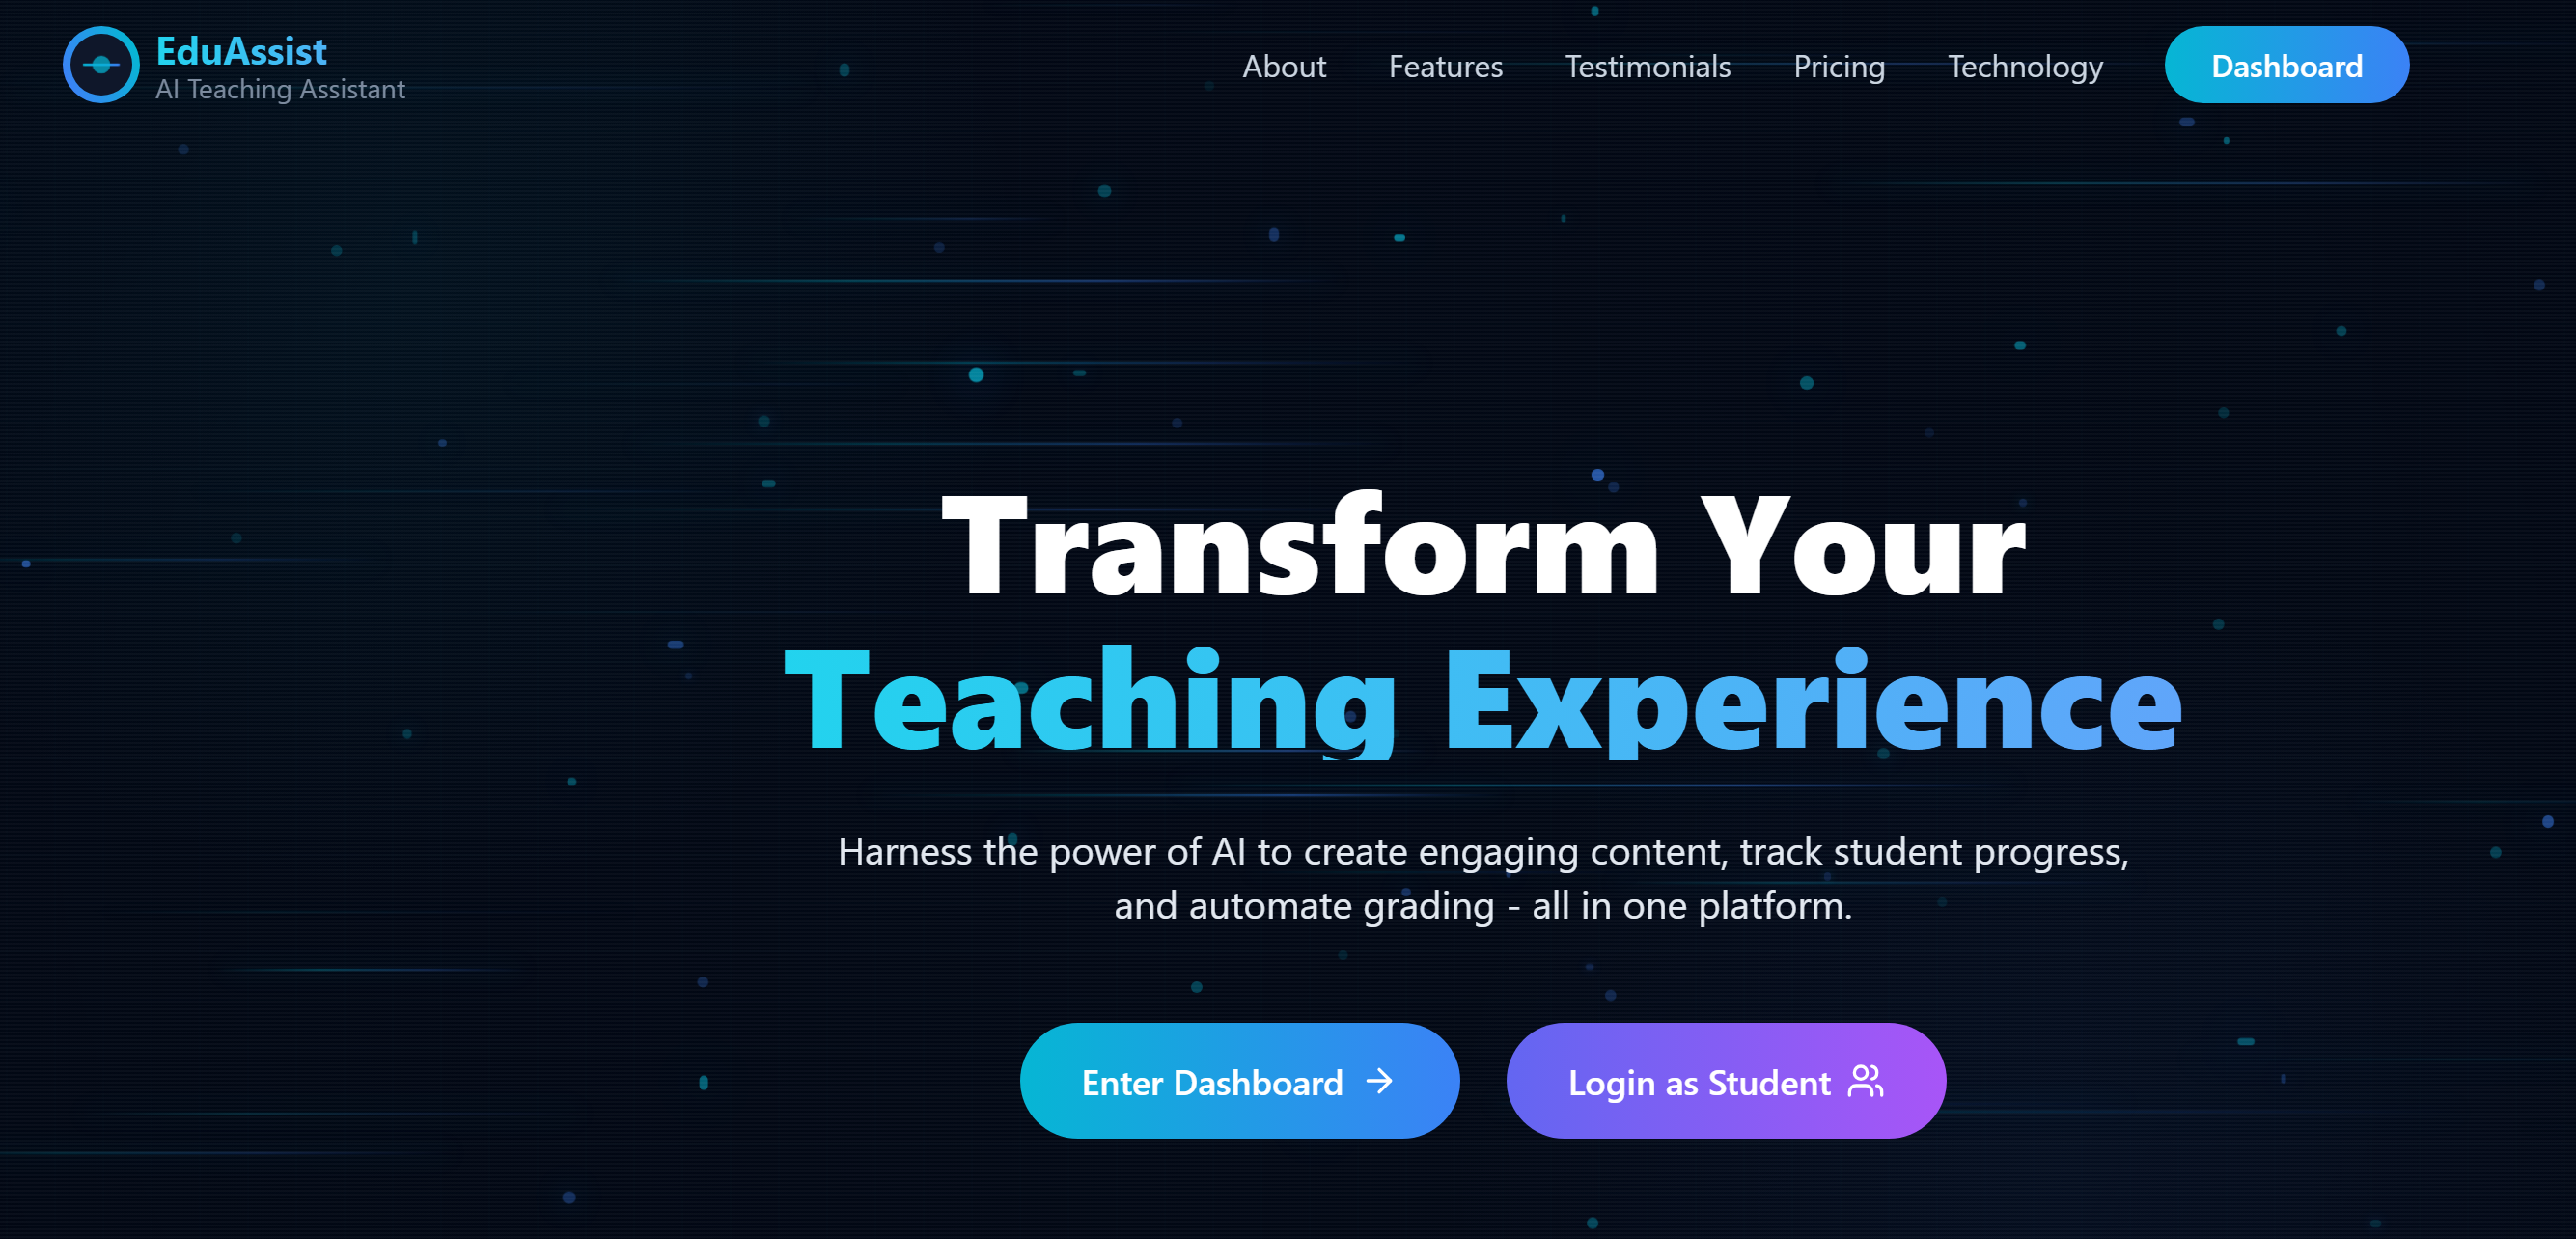 EduAssist
AI Teaching Assistant
About Features Testimonials Pricing Technology Dashboard
Transform Your
Teaching Experience
Harness the power of AI to create engaging content, track student progress,
and automate grading - all in one platform.
Enter Dashboard
Login as Student